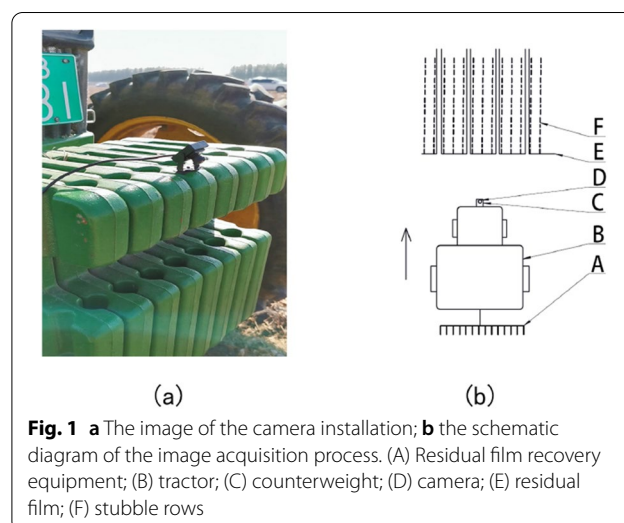 B
31
F
E
D
C
B
A
(a)
(b)
Fig. 1 a The image of the camera installation; b the schematic
diagram of the image acquisition process. (A) Residual film recovery
equipment; (B) tractor; (C) counterweight; (D) camera; (E) residual
film; (F) stubble rows